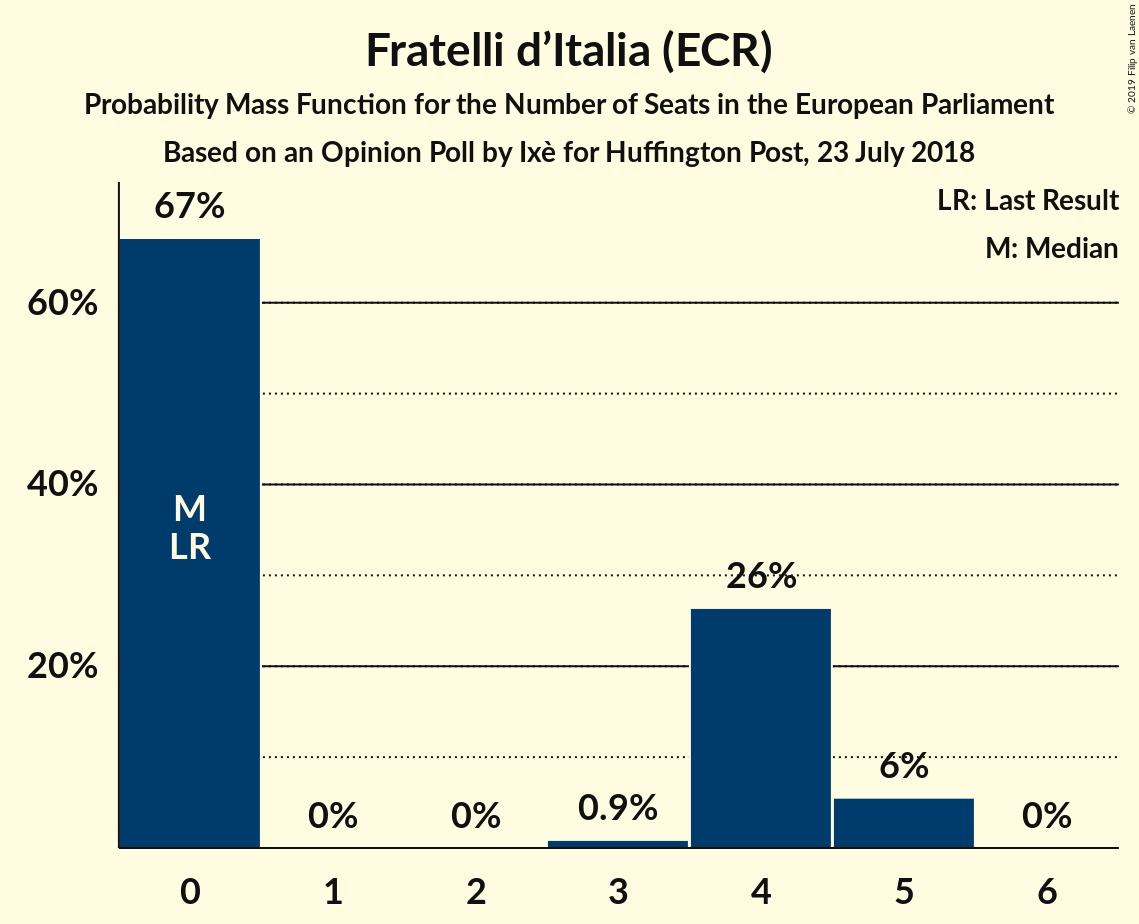 Fratelli d’Italia (ECR)
Probability Mass Function for the Number of Seats in the European Parliament
Based on an Opinion Poll by Ixè for Huffington Post, 23 July 2018
© 2019 Filip van Laenen
LR: Last Result
M: Median
67%
60%
40%
20%
M
LR
0%
0%
0.9%
26%
6%
0%
0
1
2
3
4
5
6